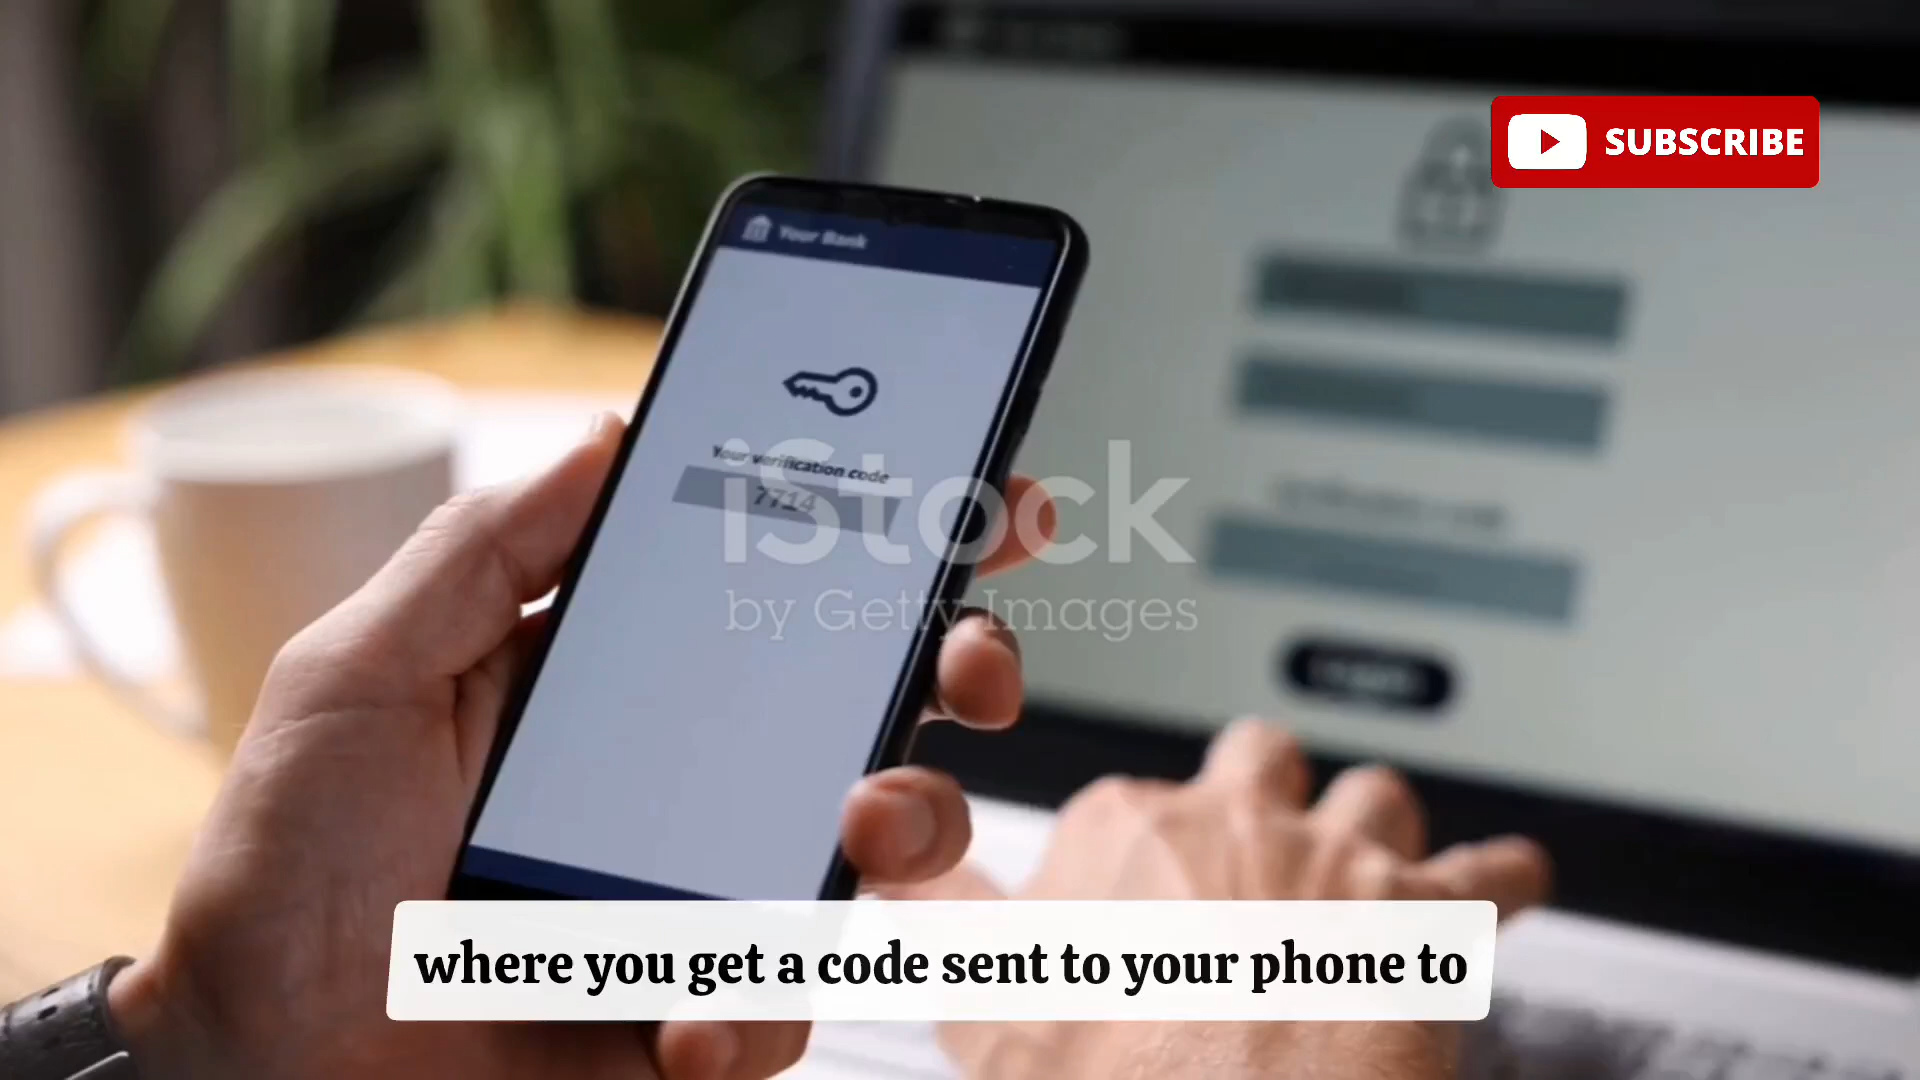 SUBSCRIBE
Your Bank
Your verification code
7714
iStock
by Getty Images
where you get a code sent to your phone to